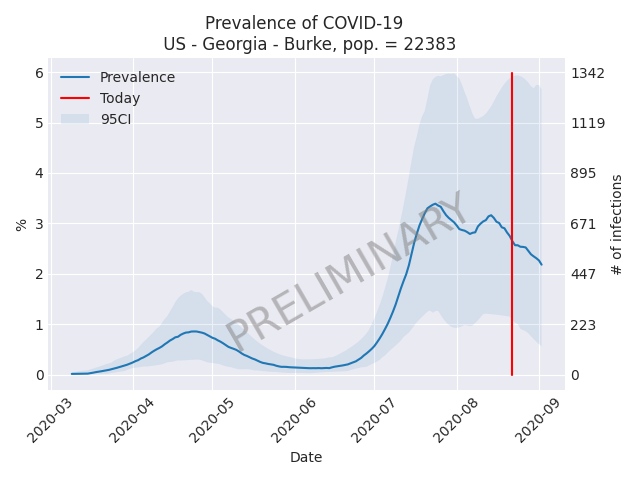 Prevalence of COVID-19
US - Georgia - Burke, pop. = 22383
Prevalence
Today
95CI
PRELIMINARY
%
6
5
4
3
2
1
0
1342
1119
895
671
447
223
0
# of infections
2020-03
2020-04
2020-05
2020-06
2020-07
2020-08
2020-09
Date